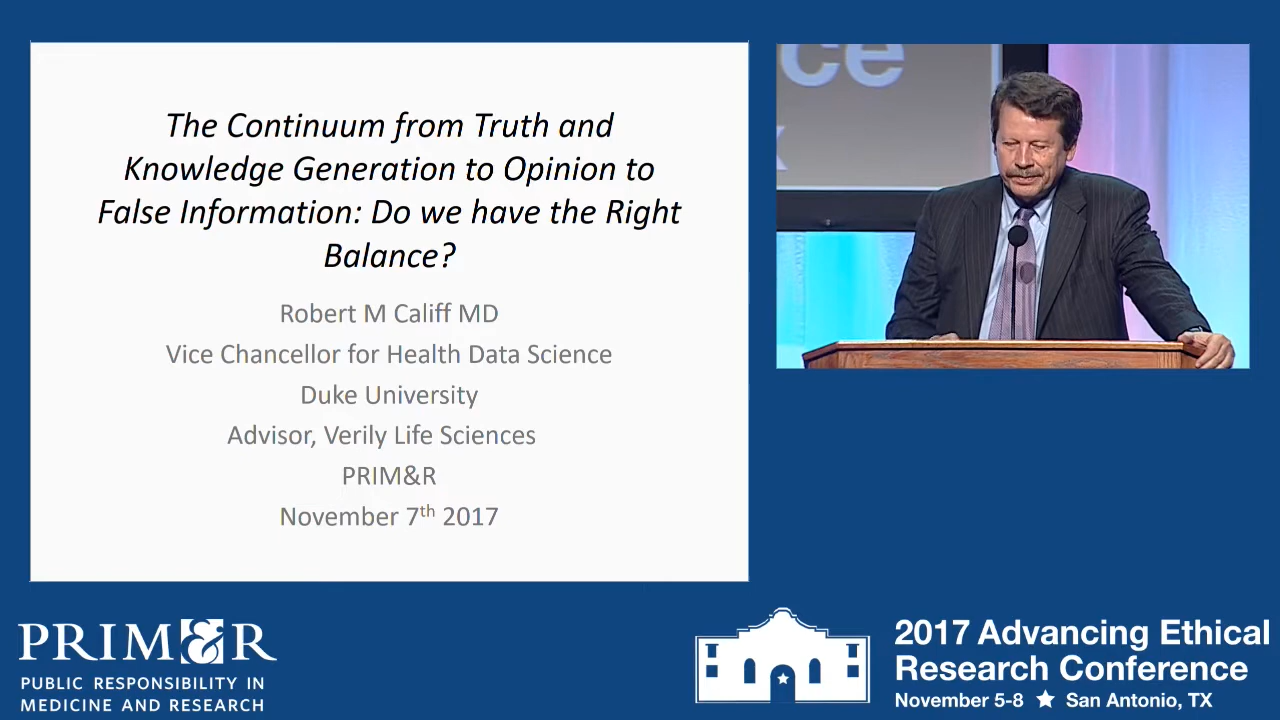 The Continuum from Truth and
Knowledge Generation to Opinion to
False Information: Do we have the Right
Balance?
Robert M Califf MD
Vice Chancellor for Health Data Science
Duke University
Advisor, Verily Life Sciences
PRIM&R
November 7th 2017
ce
PRIM&R
PUBLIC RESPONSIBILITY IN
MEDICINE AND RESEARCH
2017 Advancing Ethical
Research Conference
November 5-8 ★ San Antonio, TX